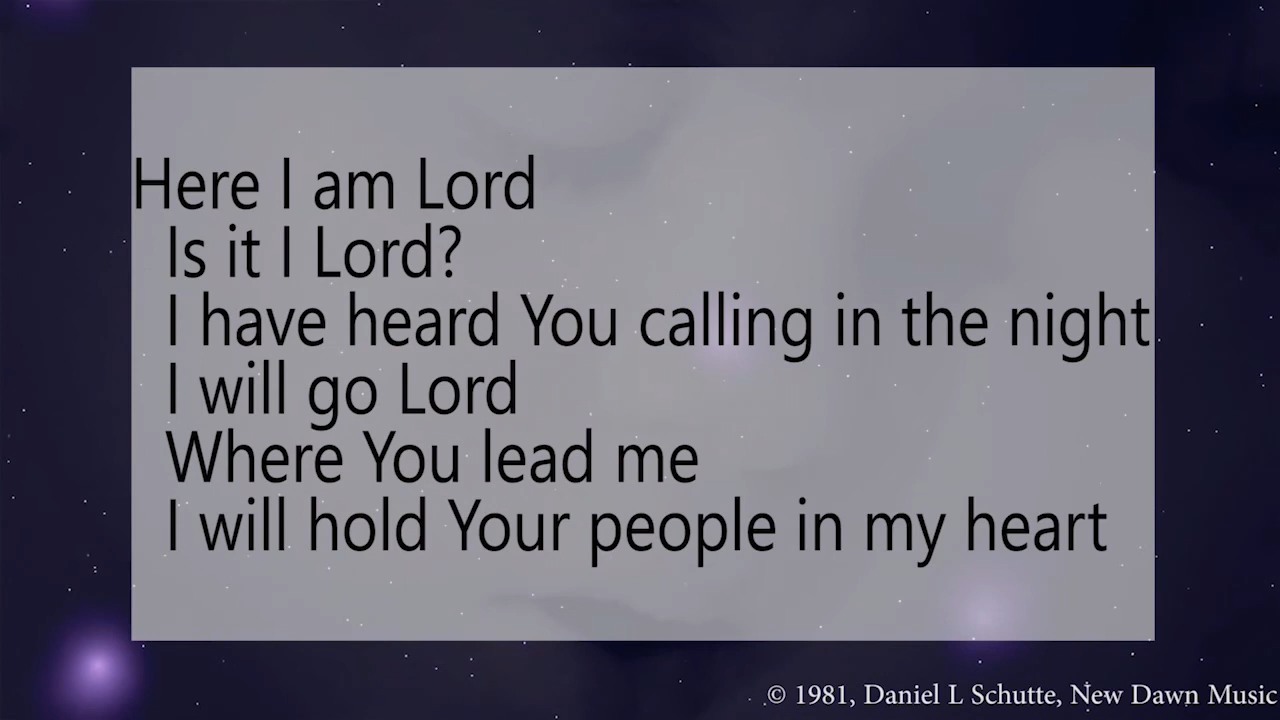 Here I am Lord
Is it I Lord?
I have heard You calling in the night
I will go Lord
Where You lead me
I will hold Your people in my heart
© 1981, Daniel L Schutte, New Dawn Music